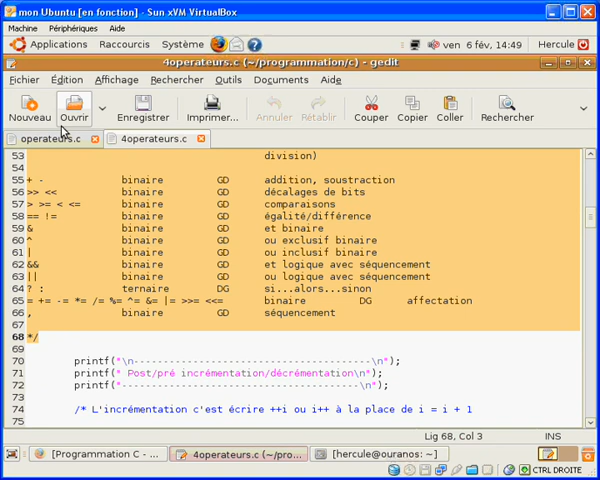 mon Ubuntu [en fonction] - Sun xVM VirtualBox
Machine Périphériques Aide
Applications Raccourcis Système ? ven 6 fév, 14:49 Hercule
4operateurs.c (~/programmation/c) - gedit
Fichier Édition Affichage Rechercher Outils Documents Aide
Nouveau Ouvrir Enregistrer Imprimer... Annuler Rétablir Couper Copier Coller Rechercher
operateurs.c 4operateurs.c
53 division)
54
55 + - binaire GD addition, soustraction
56 >> << binaire GD décalages de bits
57 > >= < <= binaire GD comparaisons
58 == != binaire GD égalité/différence
59 & binaire GD et binaire
60 ^ binaire GD ou exclusif binaire
61 | binaire GD ou inclusif binaire
62 && binaire GD et logique avec séquencement
63 || binaire GD ou logique avec séquencement
64 ? : ternaire DG si...alors...sinon
65 = += -= *= /= %= ^= &= |= >>= <<= binaire DG affectation
66 , binaire GD séquencement
67
68 */
69
70 printf("\n----------------------------------------\n");
71 printf(" Post/pré incrémentation/décrémentation\n");
72 printf("----------------------------------------\n");
73
74 /* L'incrémentation c'est écrire ++i ou i++ à la place de i = i + 1
75
Lig 68, Col 3 INS
[Programmation C - ... 4operateurs.c (~/pro... [hercule@ouranos: ~]
CTRL DROITE